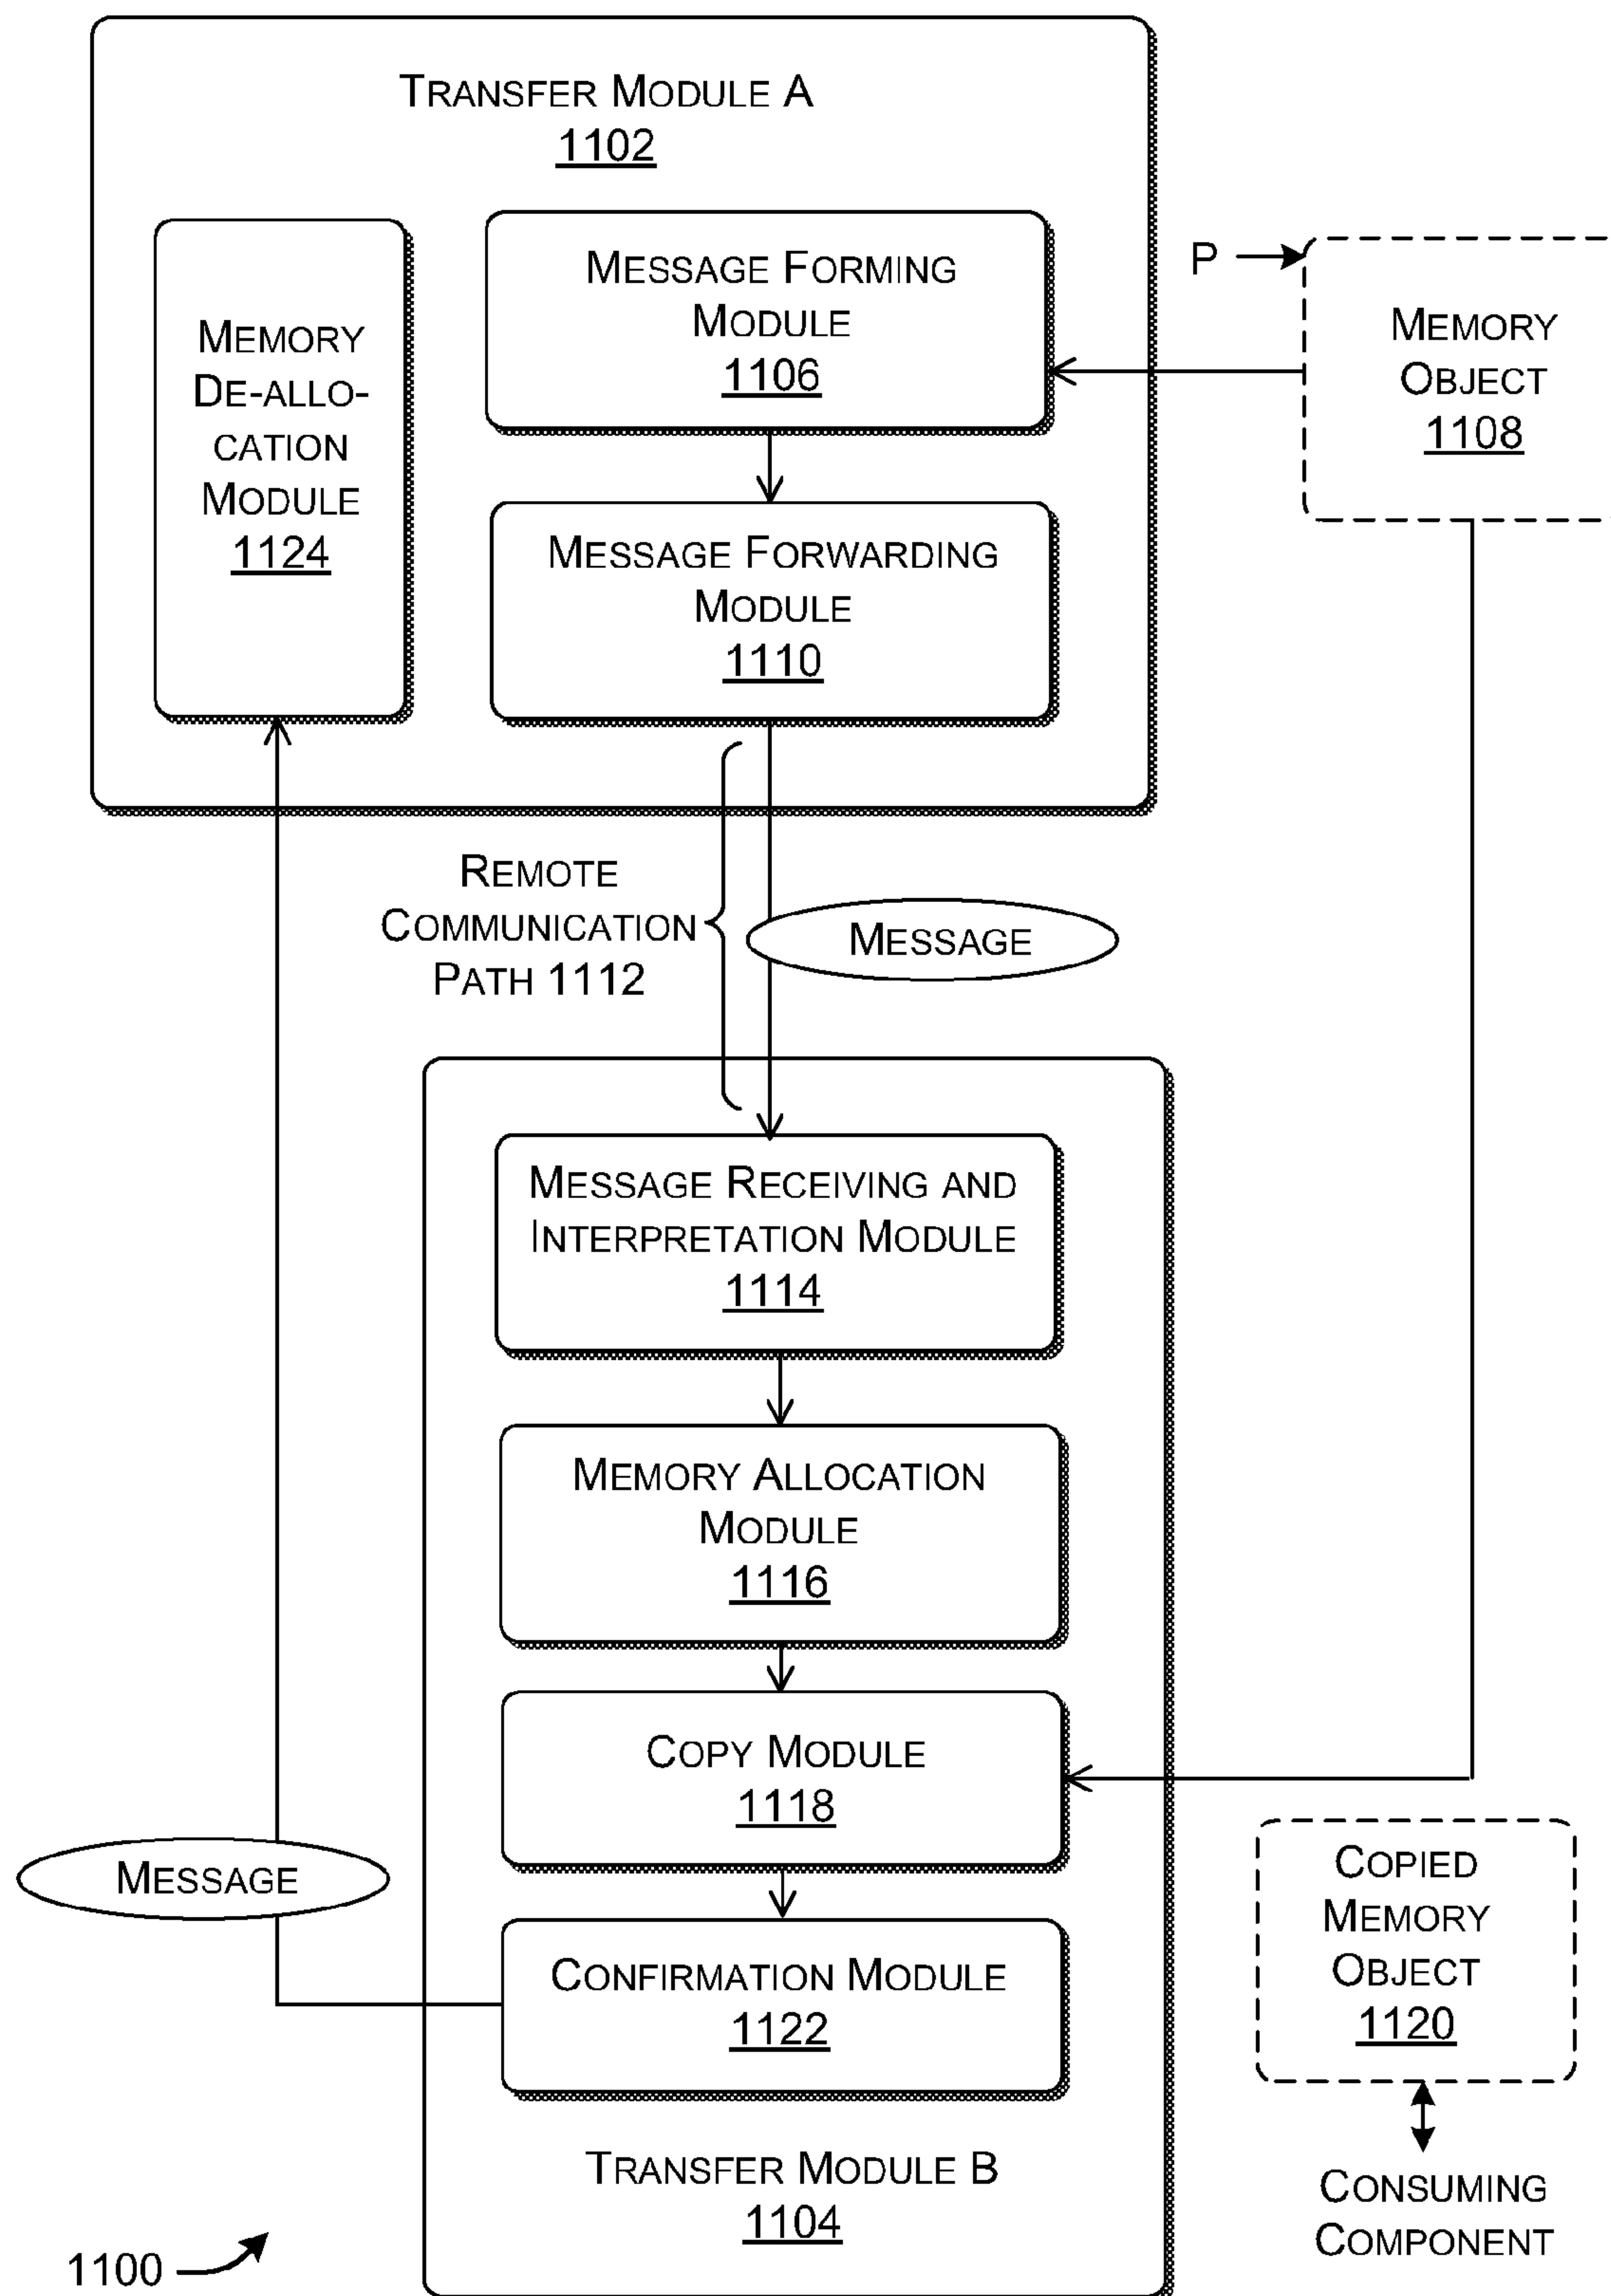 TRANSFER MODULE A
1102
MEMORY
DE-ALLO-
CATION
MODULE
1124
MESSAGE FORMING
MODULE
1106
P
MEMORY
OBJECT
1108
MESSAGE FORWARDING
MODULE
1110
REMOTE
COMMUNICATION
PATH 1112
MESSAGE
MESSAGE RECEIVING AND
INTERPRETATION MODULE
1114
MEMORY ALLOCATION
MODULE
1116
COPY MODULE
1118
MESSAGE
CONFIRMATION MODULE
1122
COPIED
MEMORY
OBJECT
1120
TRANSFER MODULE B
1104
CONSUMING
COMPONENT
1100